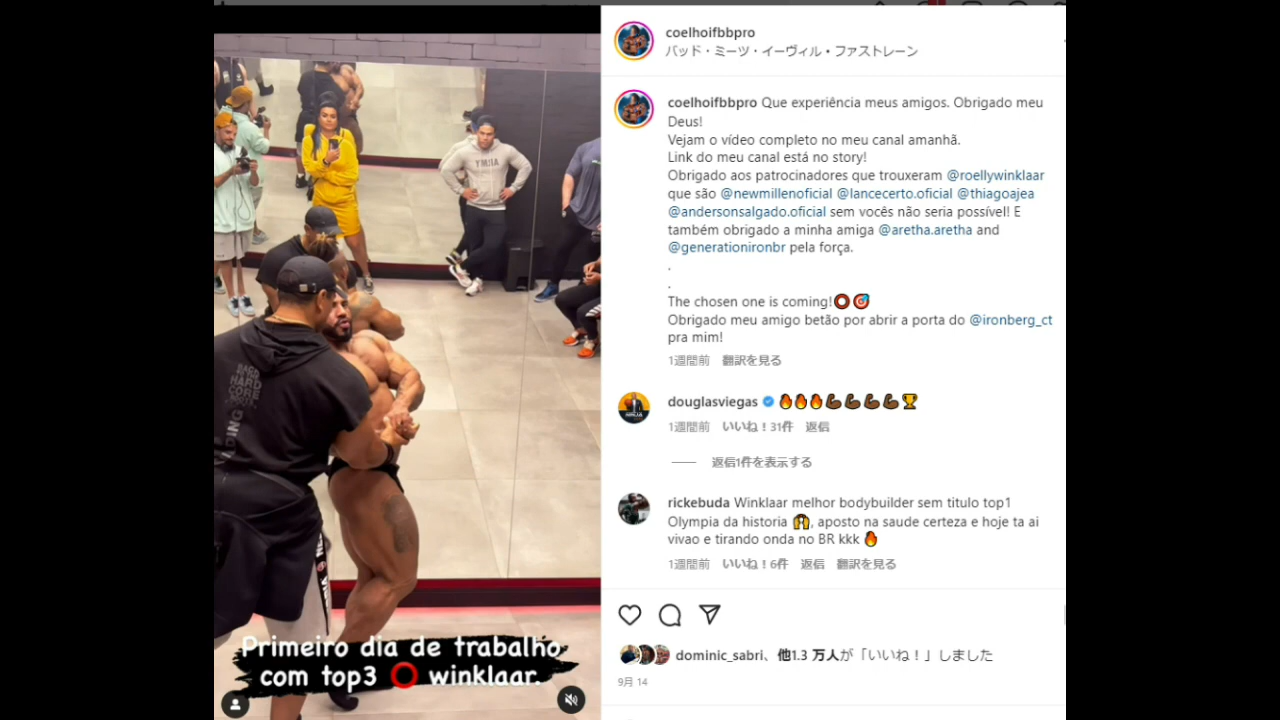 coelhoifbbpro
バッド・ミーツ・イーヴィル・ファストレーン
coelhoifbbpro Que experiência meus amigos. Obrigado meu
Deus!
Vejam o vídeo completo no meu canal amanhã.
Link do meu canal está no story!
Obrigado aos patrocinadores que trouxeram @roellywinklaar
que são @newmillenoficial @lancecerto.oficial @thiagoajea
@andersonsalgado.oficial sem vocês não seria possível! E
também obrigado a minha amiga @aretha.aretha and
@generationironbr pela força.
.
.
The chosen one is coming!⭕🎯
Obrigado meu amigo betão por abrir a porta do @ironberg_ct
pra mim!
1週間前 翻訳を見る
douglasviegas 🔥🔥🔥💪🏾💪🏾💪🏾💪🏾🏆
1週間前 いいね！31件 返信
返信1件を表示する
rickebuda Winklaar melhor bodybuilder sem titulo top1
Olympia da historia 🙌, aposto na saude certeza e hoje ta ai
vivao e tirando onda no BR kkk 🔥
1週間前 いいね！6件 返信 翻訳を見る
dominic_sabri、他1.3 万人が「いいね！」しました
9月 14
HARD
CORE
DING
Primeiro dia de trabalho
com top3 ⭕ winklaar.